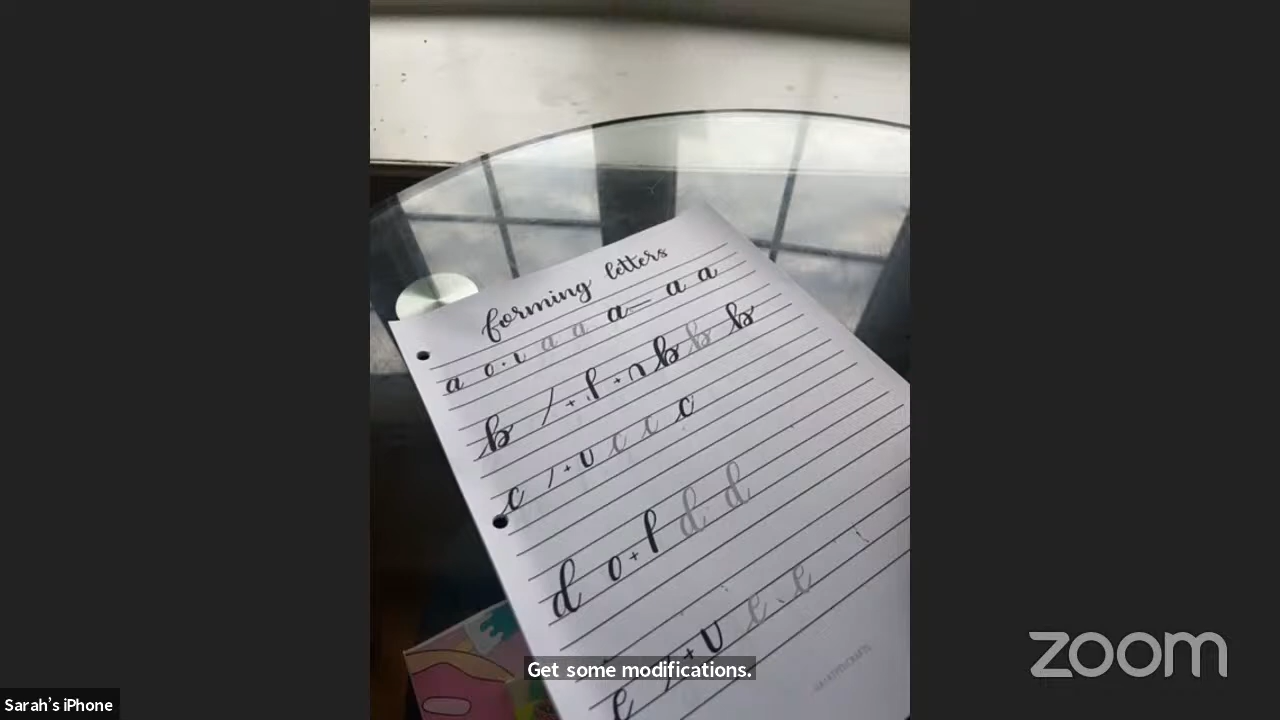 forming letters
a o + ι a a a a a
b / + l + n b b b
c / + υ c c c
d o + l d d
e / + υ e e
Get some modifications.
Sarah's iPhone
zoom